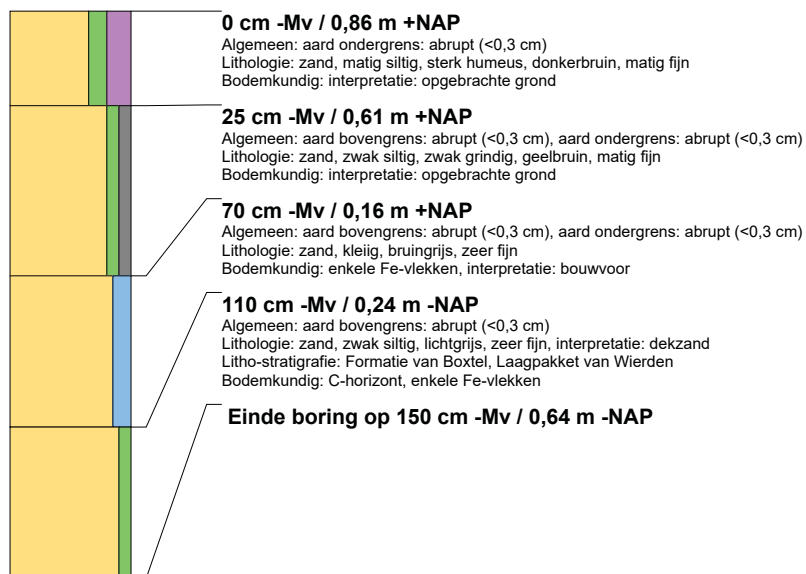 0 cm -Mv / 0,86 m +NAP
Algemeen: aard ondergrens: abrupt (<0,3 cm)
Lithologie: zand, matig siltig, sterk humeus, donkerbruin, matig fijn
Bodemkundig: interpretatie: opgebrachte grond
25 cm -Mv / 0,61 m +NAP
Algemeen: aard bovengrens: abrupt (<0,3 cm), aard ondergrens: abrupt (<0,3 cm)
Lithologie: zand, zwak siltig, zwak grindig, geelbruin, matig fijn
Bodemkundig: interpretatie: opgebrachte grond
70 cm -Mv / 0,16 m +NAP
Algemeen: aard bovengrens: abrupt (<0,3 cm), aard ondergrens: abrupt (<0,3 cm)
Lithologie: zand, kleiig, bruingrijs, zeer fijn
Bodemkundig: enkele Fe-vlekken, interpretatie: bouwvoor
110 cm -Mv / 0,24 m -NAP
Algemeen: aard bovengrens: abrupt (<0,3 cm)
Lithologie: zand, zwak siltig, lichtgrijs, zeer fijn, interpretatie: dekzand
Litho-stratigrafie: Formatie van Boxtel, Laagpakket van Wierden
Bodemkundig: C-horizont, enkele Fe-vlekken
Einde boring op 150 cm -Mv / 0,64 m -NAP